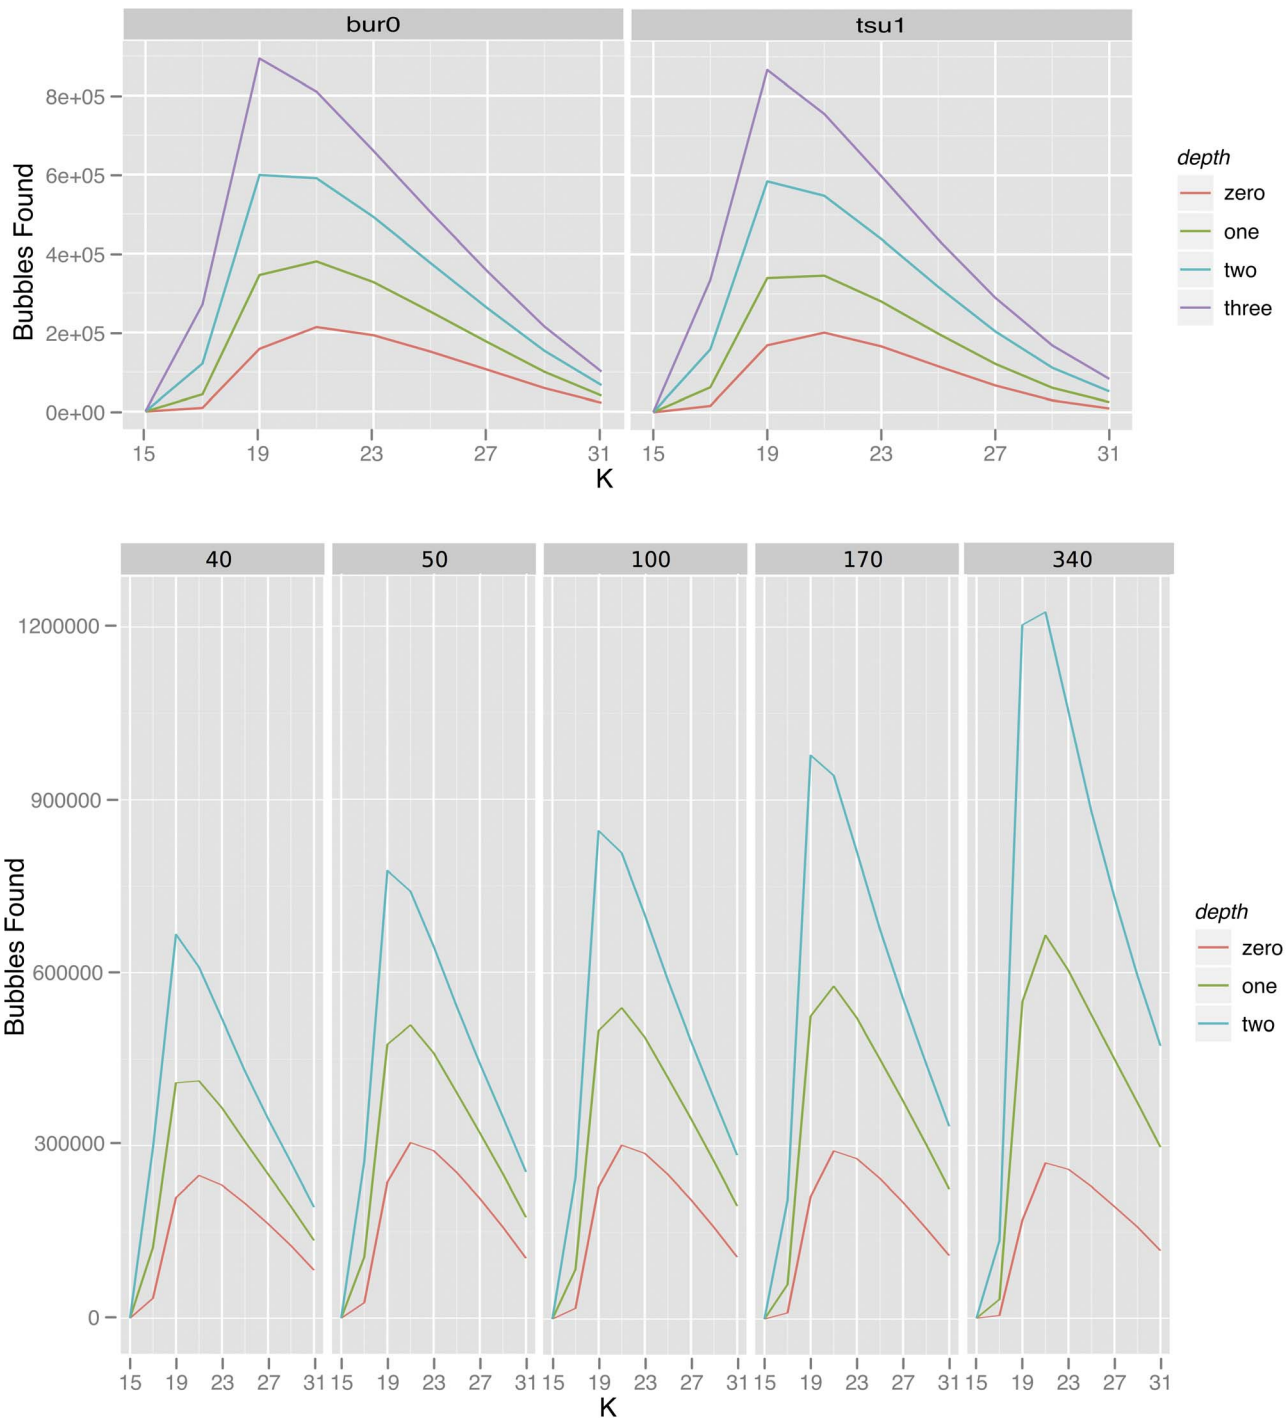 bur0 tsu1
8e+05
6e+05
4e+05
2e+05
0e+00
Bubbles Found
15 19 23 27 31 15 19 23 27 31
K
depth
zero
one
two
three
40 50 100 170 340
1200000
900000
600000
300000
0
Bubbles Found
15 19 23 27 31 15 19 23 27 31 15 19 23 27 31 15 19 23 27 31 15 19 23 27 31
K
depth
zero
one
two